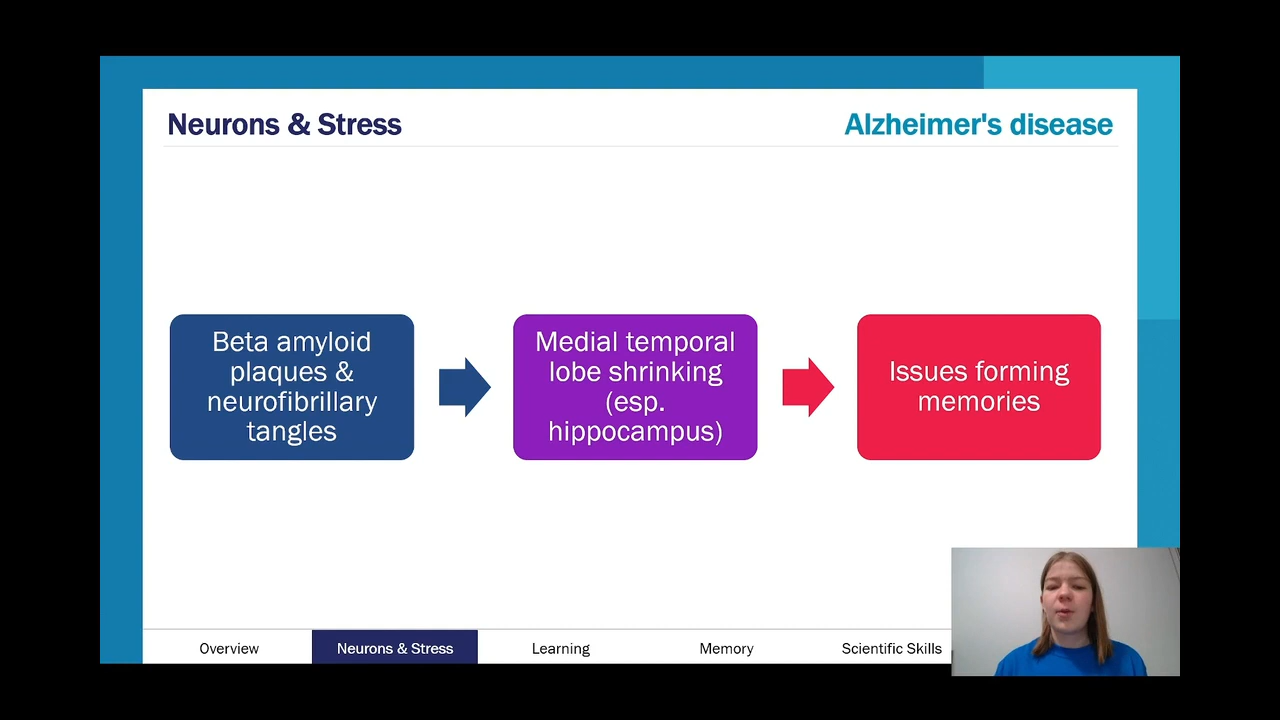 Neurons & Stress
Alzheimer's disease
Beta amyloid
plaques &
neurofibrillary
tangles
Medial temporal
lobe shrinking
(esp.
hippocampus)
Issues forming
memories
Overview
Neurons & Stress
Learning
Memory
Scientific Skills